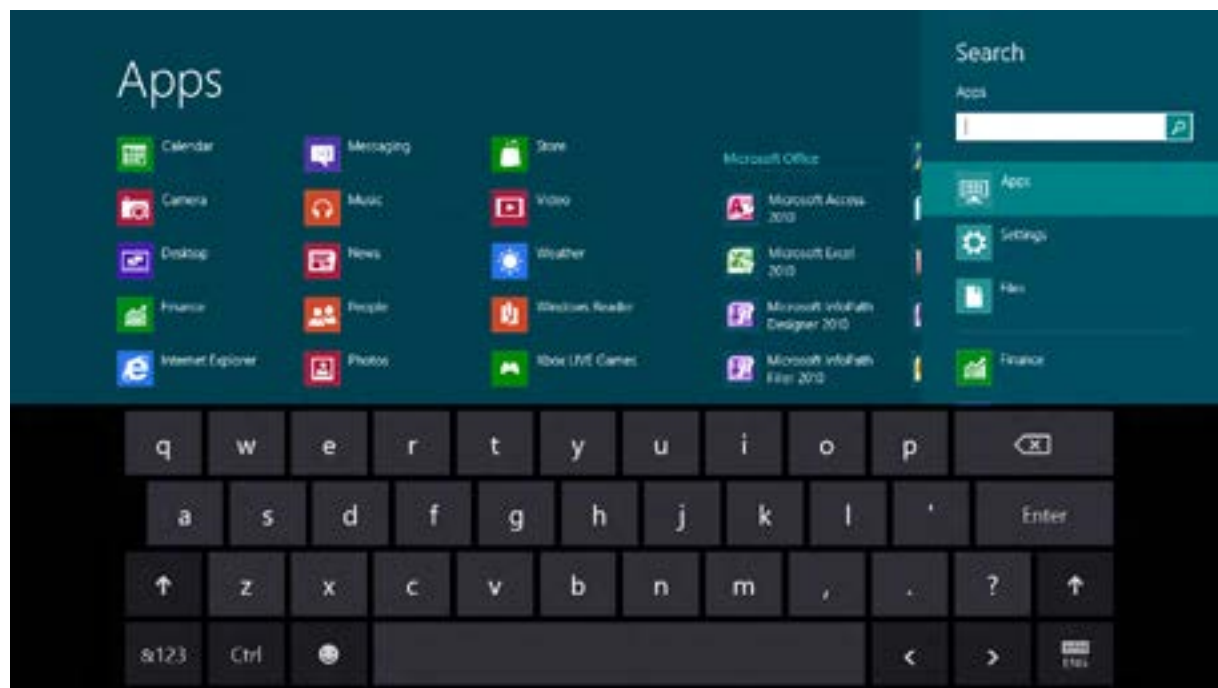 Apps
Calendar
Camera
Desktop
Finance
Internet Explorer
Messaging
Music
News
People
Photos
Store
Video
Weather
Windows Reader
Xbox LIVE Games
Microsoft Office
Microsoft Access
2010
Microsoft Excel
2010
Microsoft InfoPath
Designer 2010
Microsoft InfoPath
Filler 2010
Search
Apps
Apps
Settings
Files
Finance
q w e r t y u i o p
a s d f g h j k l ' Enter
z x c v b n m , . ?
&123 Ctrl < >